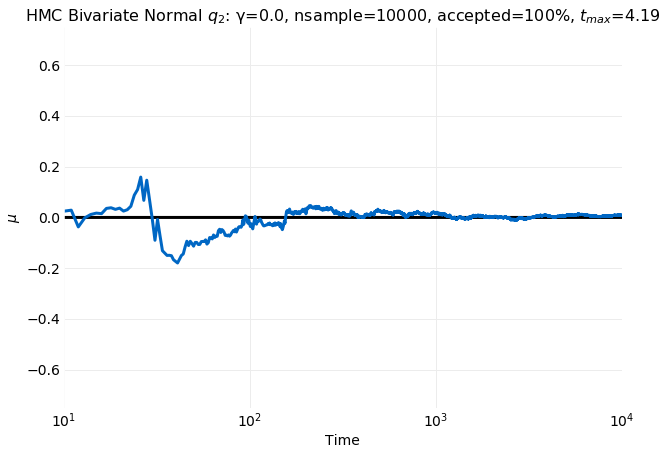 HMC Bivariate Normal q₂: γ=0.0, nsample=10000, accepted=100%, tₘₐₓ=4.19
0.6
0.4
0.2
0.0
−0.2
−0.4
−0.6
μ
10¹ 10² 10³ 10⁴
Time